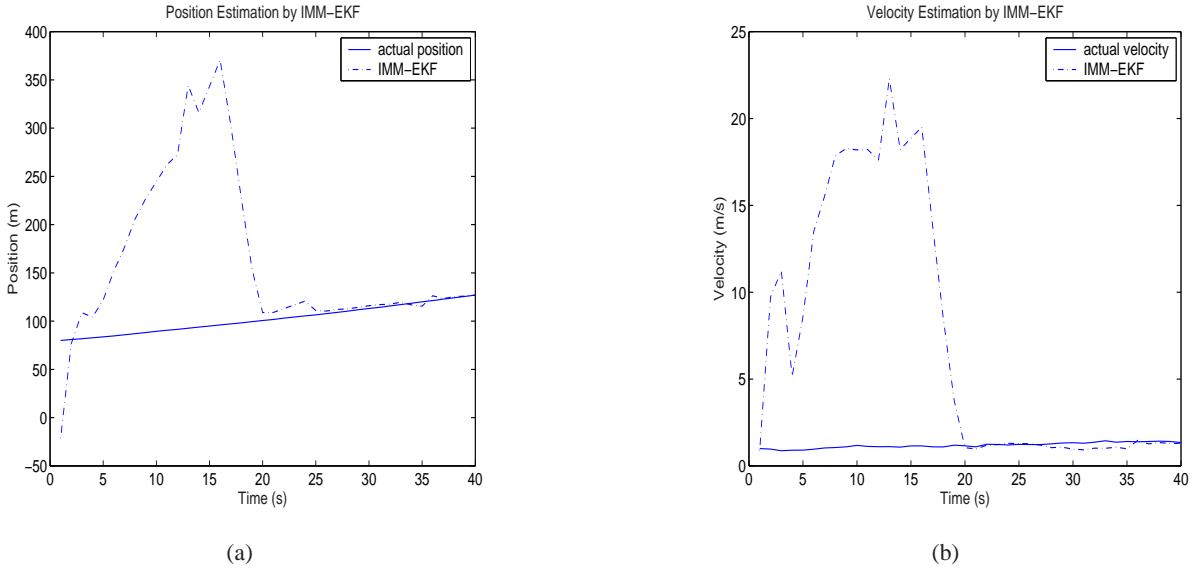 Position Estimation by IMM−EKF
400
350
300
250
200
150
100
50
0
−50
Position (m)
actual position
IMM−EKF
0 5 10 15 20 25 30 35 40
Time (s)
(a)
Velocity Estimation by IMM−EKF
25
20
15
10
5
0
Velocity (m/s)
actual velocity
IMM−EKF
0 5 10 15 20 25 30 35 40
Time (s)
(b)